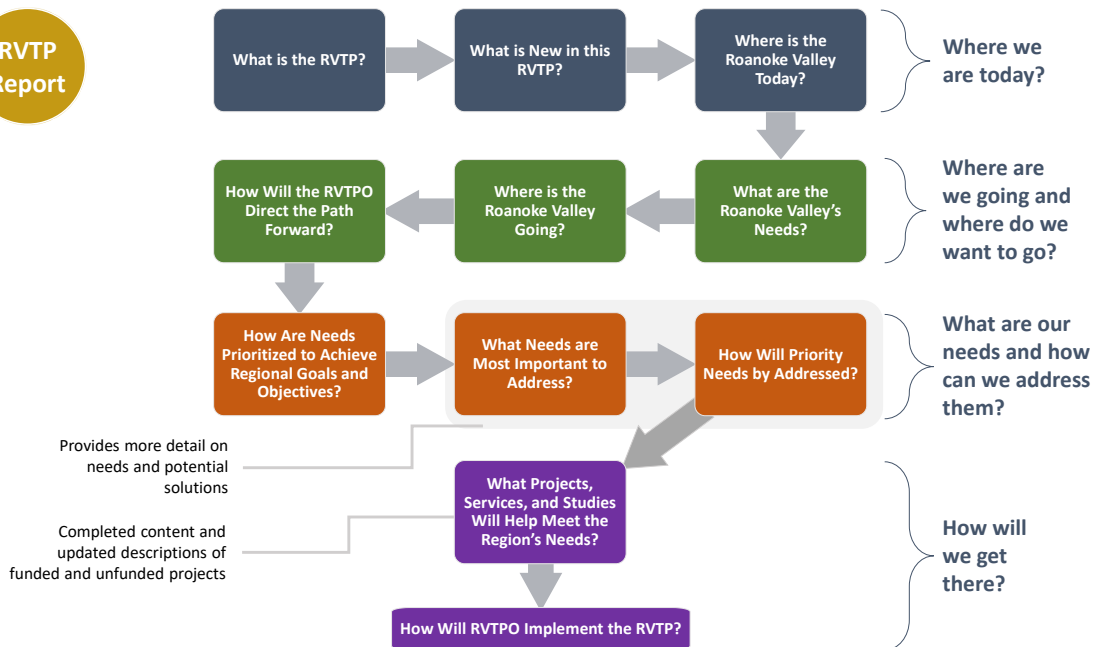 RVTP
Report
What is the RVTP?
What is New in this
RVTP?
Where is the
Roanoke Valley
Today?
Where we
are today?
How Will the RVTPO
Direct the Path
Forward?
Where is the
Roanoke Valley
Going?
What are the
Roanoke Valley's
Needs?
Where are
we going and
where do we
want to go?
How Are Needs
Prioritized to Achieve
Regional Goals and
Objectives?
What Needs are
Most Important to
Address?
How Will Priority
Needs by Addressed?
What are our
needs and how
can we address
them?
Provides more detail on
needs and potential
solutions
What Projects,
Services, and Studies
Will Help Meet the
Region's Needs?
Completed content and
updated descriptions of
funded and unfunded projects
How will
we get
there?
How Will RVTPO Implement the RVTP?